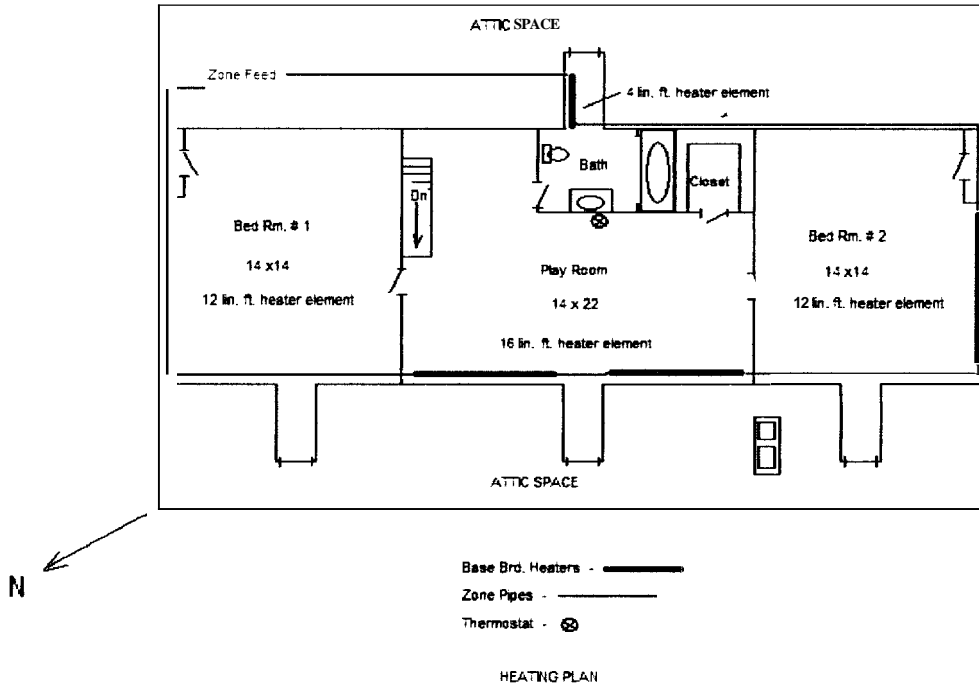 ATTIC SPACE
Zone Feed
4 lin. ft. heater element
Bath
Closet
Dn
Bed Rm. # 1
14 x14
12 lin. ft. heater element
Play Room
14 x 22
16 lin. ft. heater element
Bed Rm. # 2
14 x14
12 lin. ft. heater element
ATTIC SPACE
N
Base Brd. Heaters -
Zone Pipes -
Thermostat -
HEATING PLAN